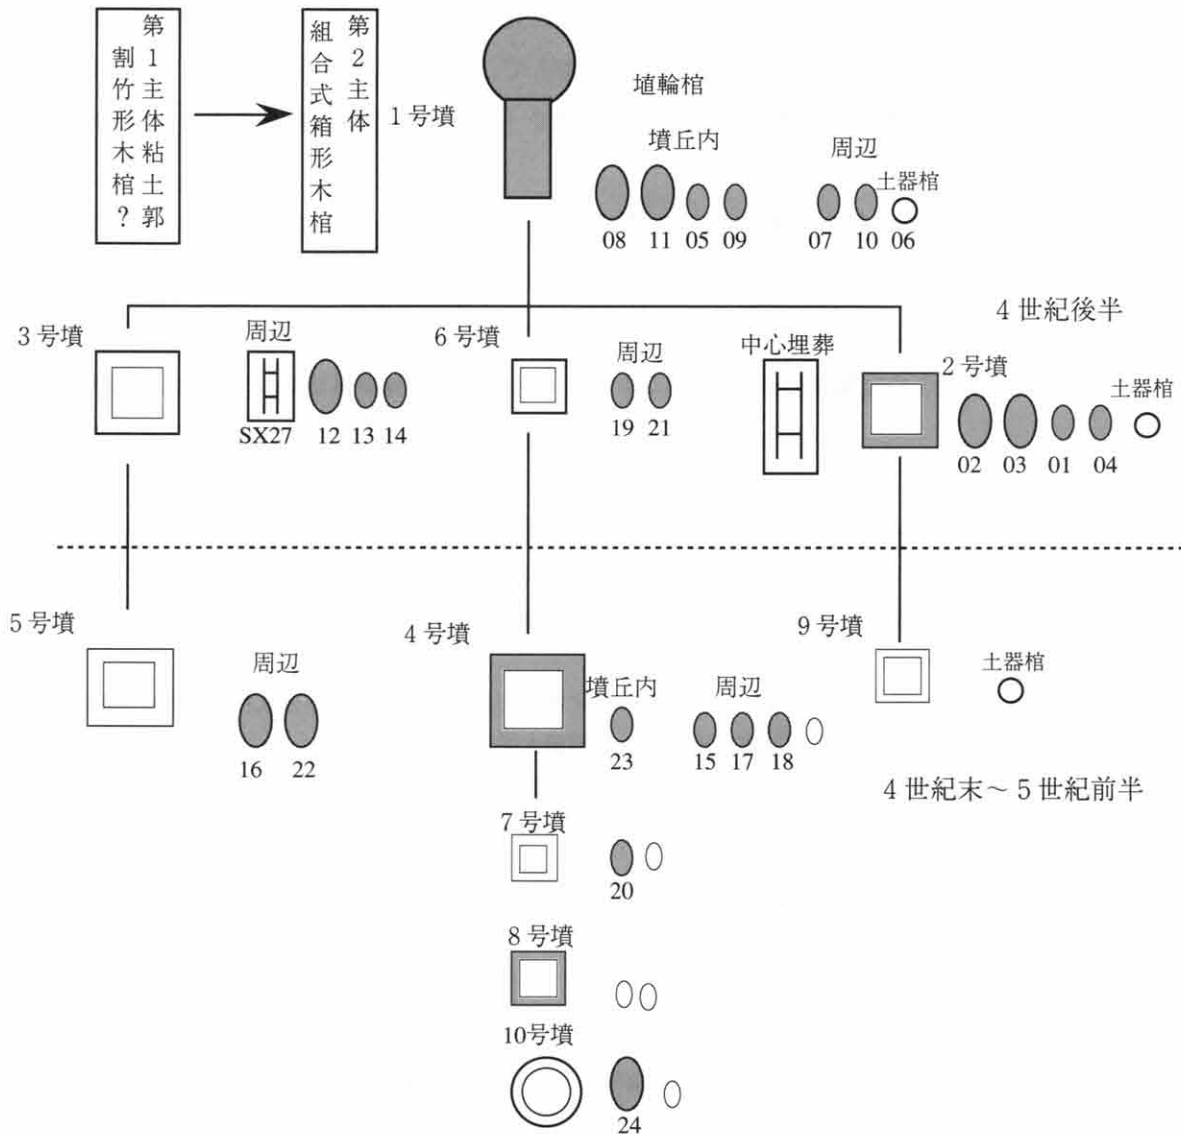 第1主体粘土郭
割竹形木棺？
第2主体
組合式箱形木棺
1号墳
埴輪棺
墳丘内
周辺
土器棺
08 11 05 09 07 10 06
4世紀後半
3号墳
周辺
SX27 12 13 14
6号墳
周辺
19 21
中心埋葬
2号墳
土器棺
02 03 01 04
5号墳
周辺
16 22
4号墳
墳丘内
周辺
23 15 17 18
9号墳
土器棺
4世紀末～5世紀前半
7号墳
20
8号墳
10号墳
24